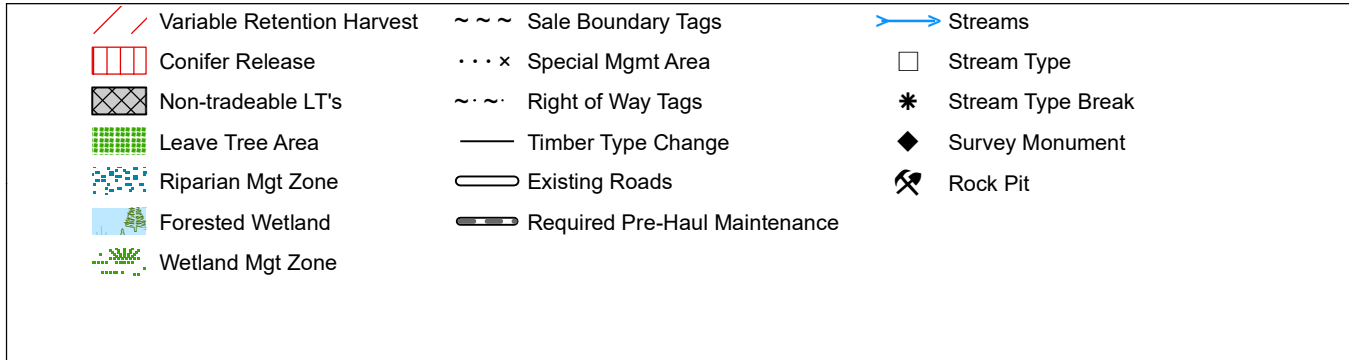 Variable Retention Harvest
Conifer Release
Non-tradeable LT's
Leave Tree Area
Riparian Mgt Zone
Forested Wetland
Wetland Mgt Zone
Sale Boundary Tags
Special Mgmt Area
Right of Way Tags
Timber Type Change
Existing Roads
Required Pre-Haul Maintenance
Streams
Stream Type
Stream Type Break
Survey Monument
Rock Pit